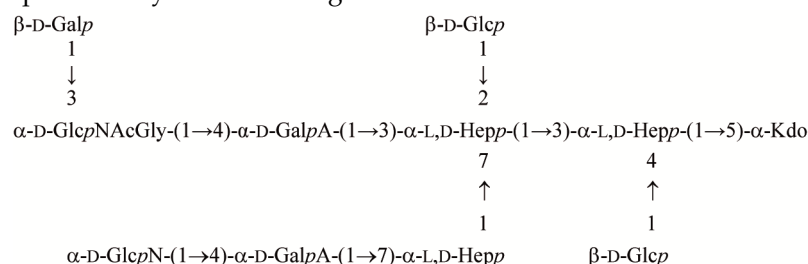 β-D-Galp β-D-Glcp
1 1
↓ ↓
3 2
α-D-GlcpNAcGly-(1→4)-α-D-GalpA-(1→3)-α-L,D-Hepp-(1→3)-α-L,D-Hepp-(1→5)-α-Kdo
7 4
↑ ↑
1 1
α-D-GlcpN-(1→4)-α-D-GalpA-(1→7)-α-L,D-Hepp β-D-Glcp